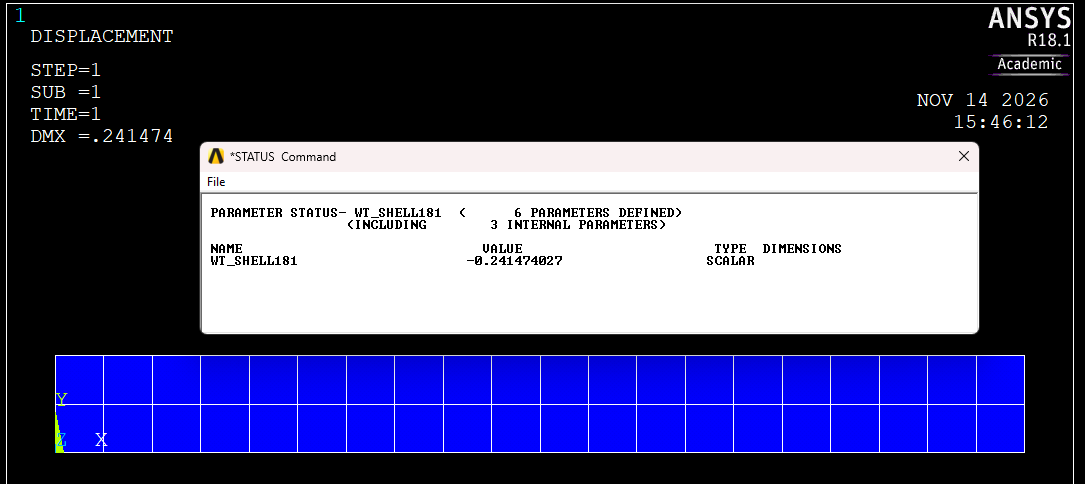 1
ANSYS
R18.1
Academic
DISPLACEMENT
STEP=1
SUB =1
TIME=1
DMX =.241474
NOV 14 2026
15:46:12
*STATUS Command
File
PARAMETER STATUS- WT_SHELL181 ( 6 PARAMETERS DEFINED)
(INCLUDING 3 INTERNAL PARAMETERS)
NAME VALUE TYPE DIMENSIONS
WT_SHELL181 -0.241474027 SCALAR
Y
Z X